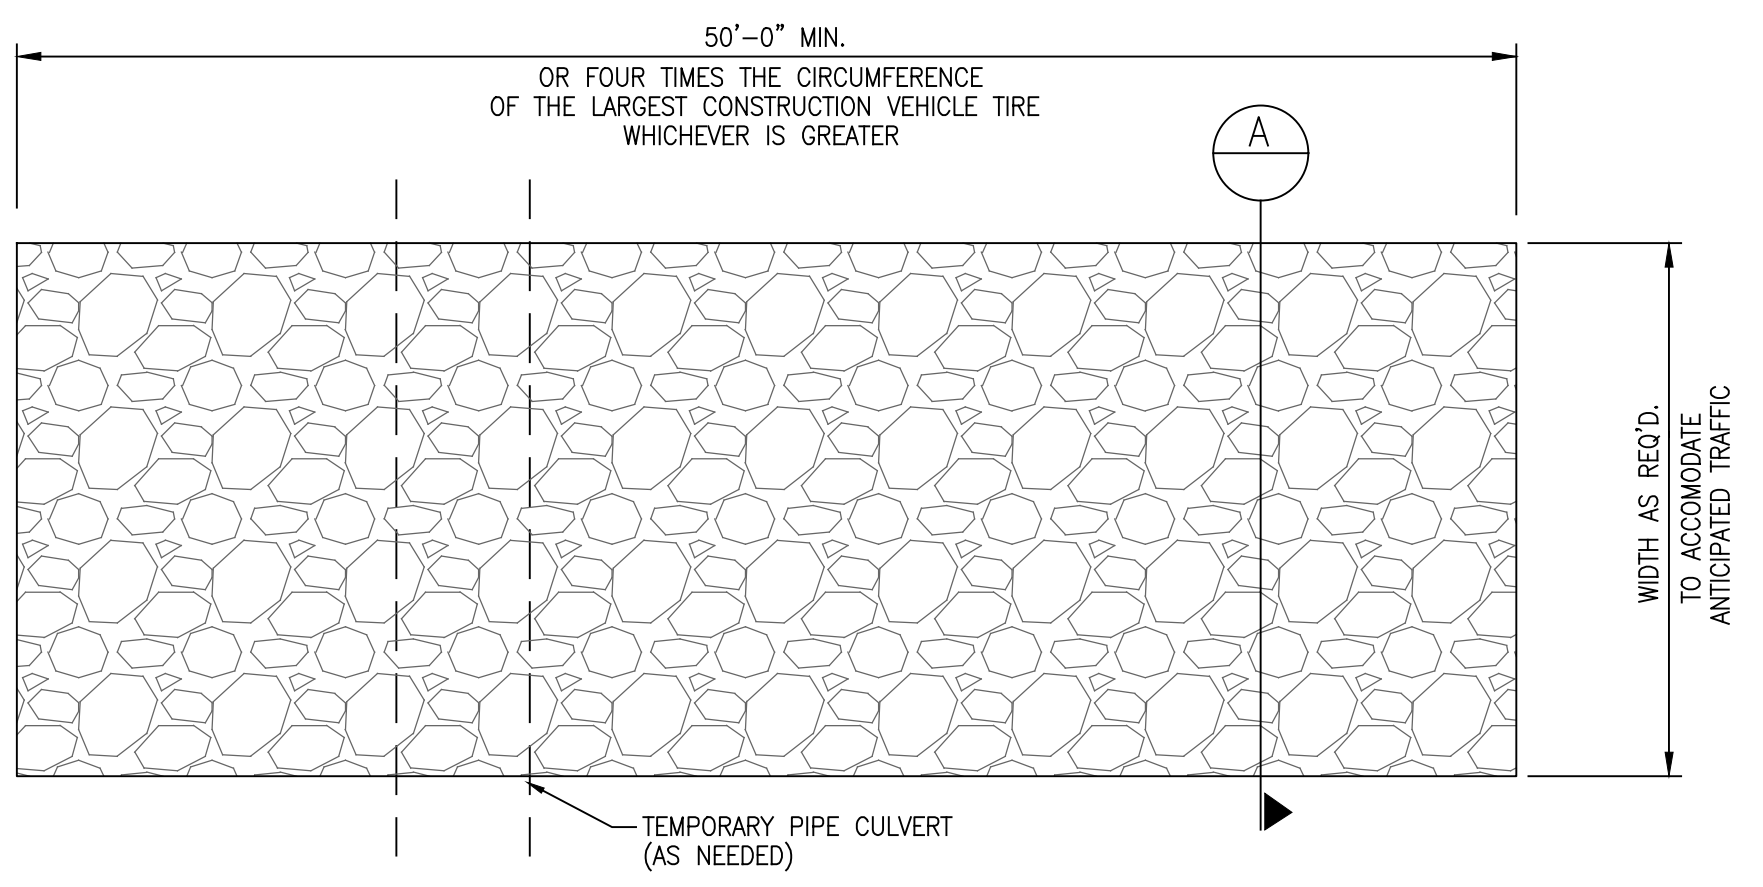 50'-0" MIN.
OR FOUR TIMES THE CIRCUMFERENCE
OF THE LARGEST CONSTRUCTION VEHICLE TIRE
WHICHEVER IS GREATER
A
WIDTH AS REQ'D.
TO ACCOMODATE
ANTICIPATED TRAFFIC
TEMPORARY PIPE CULVERT
(AS NEEDED)